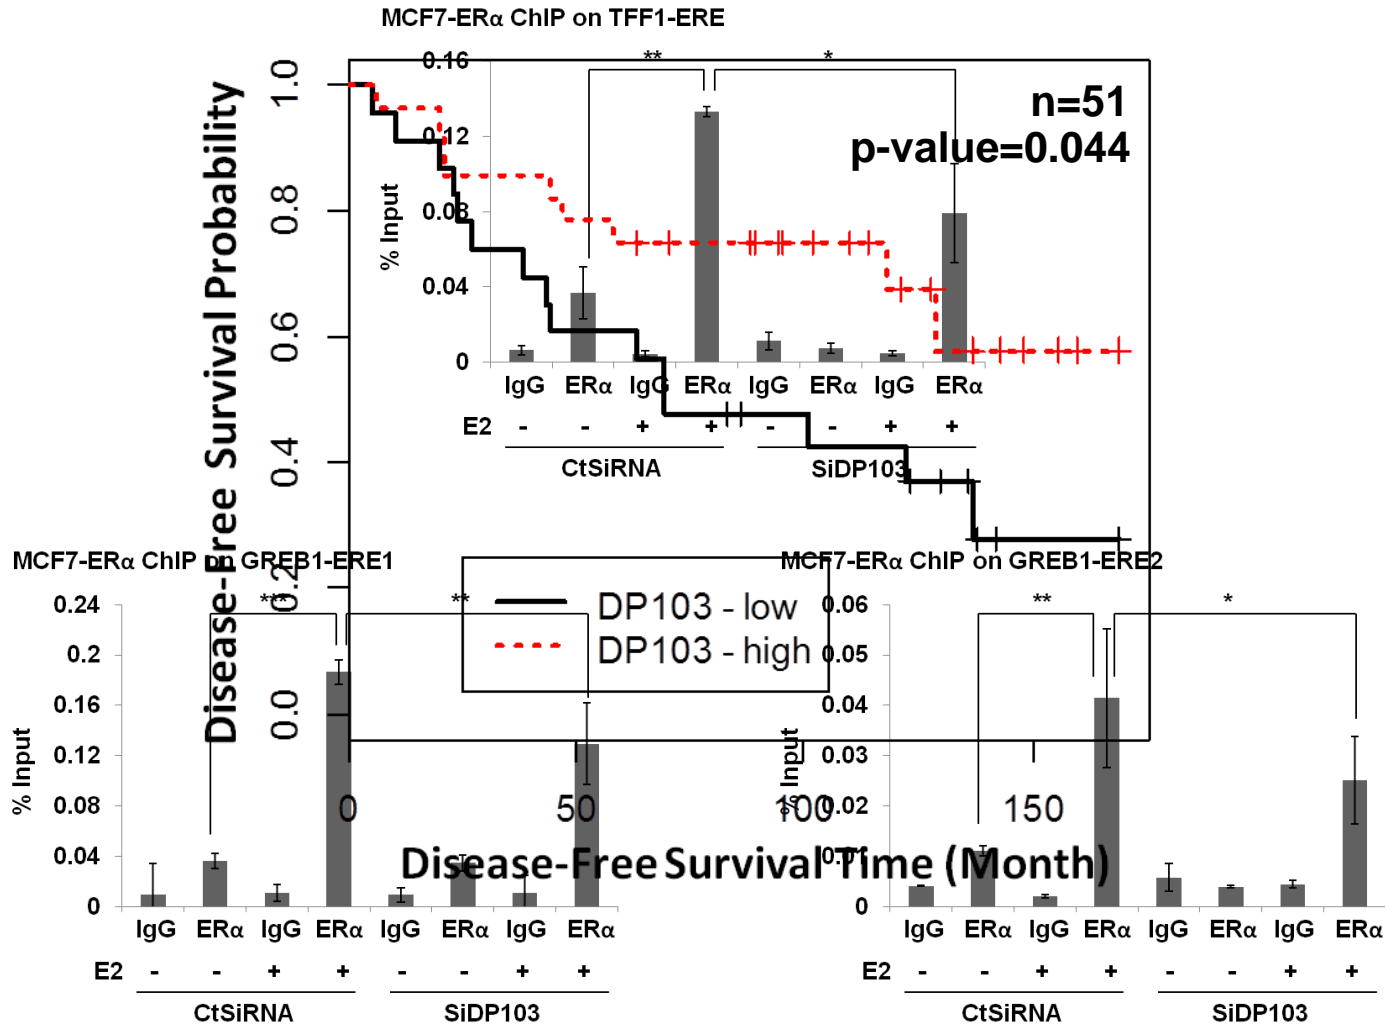 MCF7-ERα ChIP on TFF1-ERE
** *
0.16
0.12
0.08
0.04
0
% Input
IgG ERα IgG ERα IgG ERα IgG ERα
E2 - - + + - - + +
CtSiRNA SiDP103
n=51
p-value=0.044
Disease-Free Survival Probability
1.0
0.8
0.6
0.4
0.2
0.0
DP103 - low
DP103 - high
0 50 100 150
Disease-Free Survival Time (Month)
MCF7-ERα ChIP on GREB1-ERE1
*** **
0.24
0.2
0.16
0.12
0.08
0.04
0
% Input
IgG ERα IgG ERα IgG ERα IgG ERα
E2 - - + + - - + +
CtSiRNA SiDP103
MCF7-ERα ChIP on GREB1-ERE2
** *
0.06
0.05
0.04
0.03
0.02
0.01
0
% Input
IgG ERα IgG ERα IgG ERα IgG ERα
E2 - - + + - - + +
CtSiRNA SiDP103